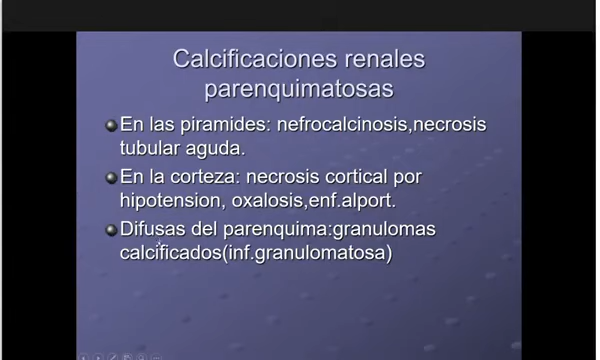 Calcificaciones renales
parenquimatosas
En las piramides: nefrocalcinosis,necrosis
tubular aguda.
En la corteza: necrosis cortical por
hipotension, oxalosis,enf.alport.
Difusas del parenquima:granulomas
calcificados(inf.granulomatosa)